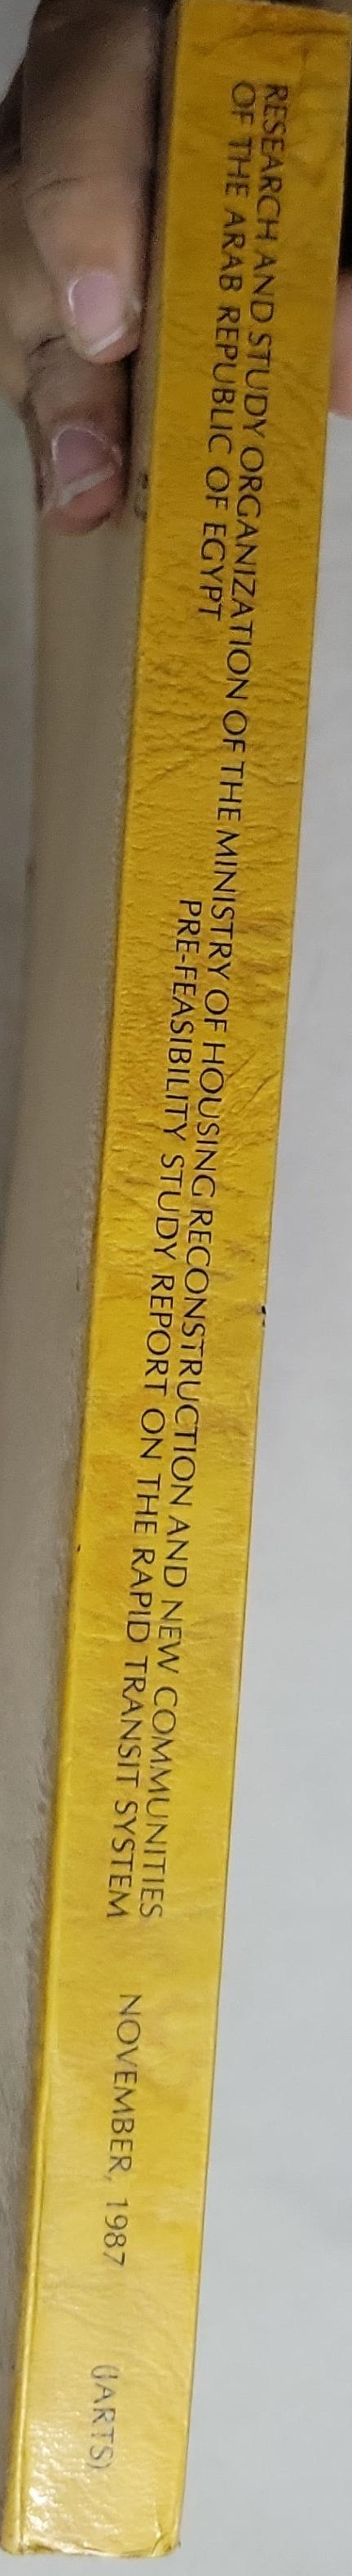 RESEARCH AND STUDY ORGANIZATION OF THE MINISTRY OF HOUSING RECONSTRUCTION AND NEW COMMUNITIES
OF THE ARAB REPUBLIC OF EGYPT
PRE-FEASIBILITY STUDY REPORT ON THE RAPID TRANSIT SYSTEM
NOVEMBER, 1987
(JARTS)